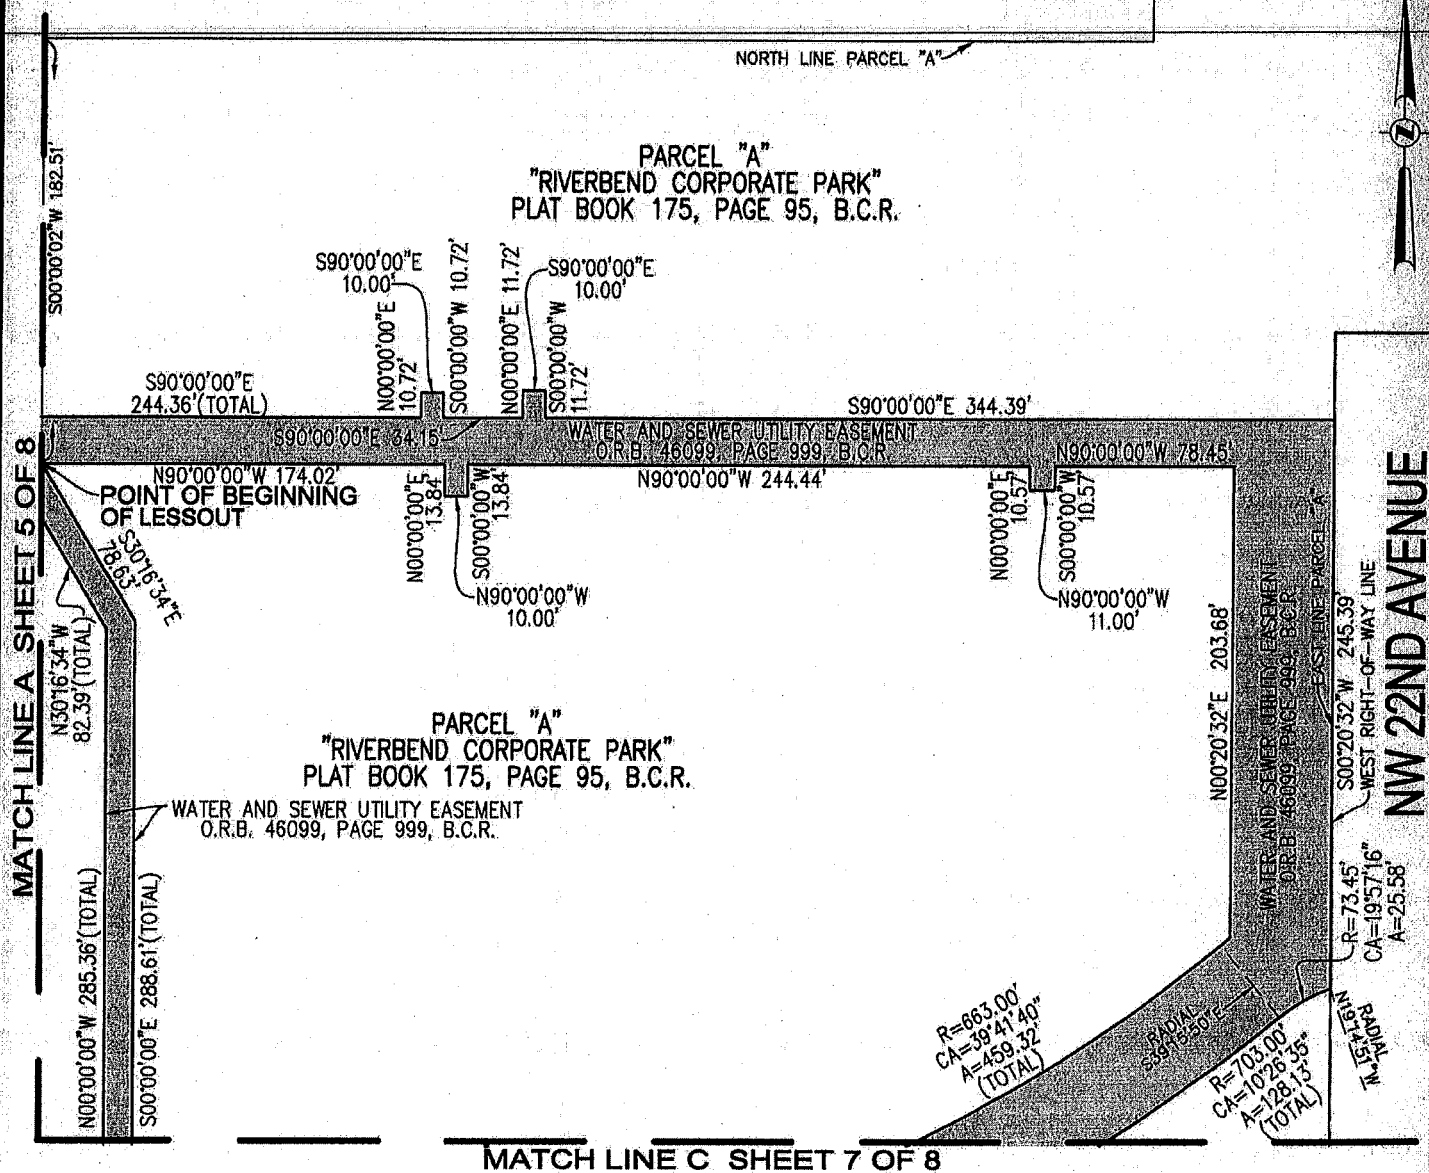 NORTH LINE PARCEL "A"
S00°00'02"W 182.51'
Z
PARCEL "A"
"RIVERBEND CORPORATE PARK"
PLAT BOOK 175, PAGE 95, B.C.R.
S90°00'00"E
10.00'
N00°00'00"E
10.72'
S00°00'00"W 10.72'
N00°00'00"E 11.72'
S90°00'00"E
10.00'
S00°00'00"W
11.72'
S90°00'00"E
244.36'(TOTAL)
S90°00'00"E 344.39'
S90°00'00"E 34.15'
WATER AND SEWER UTILITY EASEMENT
O.R.B. 46099, PAGE 999, B.C.R.
N90°00'00"W 78.45'
N90°00'00"W 174.02'
N90°00'00"W 244.44'
POINT OF BEGINNING
OF LESSOUT
N00°00'00"E
13.84'
S00°00'00"W
13.84'
N90°00'00"W
10.00'
N00°00'00"E
10.57'
S00°00'00"W
10.57'
N90°00'00"W
11.00'
S30°16'34"E
78.63'
N30°16'34"W
82.39'(TOTAL)
MATCH LINE A SHEET 5 OF 8
PARCEL "A"
"RIVERBEND CORPORATE PARK"
PLAT BOOK 175, PAGE 95, B.C.R.
WATER AND SEWER UTILITY EASEMENT
O.R.B. 46099, PAGE 999, B.C.R.
N00°20'32"E 203.68'
WATER AND SEWER UTILITY EASEMENT
O.R.B. 46099, PAGE 999, B.C.R.
EAST LINE PARCEL "A"
S00°20'32"W 245.39'
WEST RIGHT-OF-WAY LINE
NW 22ND AVENUE
N00°00'00"W 285.36'(TOTAL)
S00°00'00"E 288.61'(TOTAL)
R=73.45'
CA=19°57'16"
A=25.58'
R=663.00'
CA=39°41'40"
A=459.32'
(TOTAL)
RADIAL
S39°15'50"E
RADIAL
N19°14'51"W
R=703.00'
CA=10°26'35"
A=128.13'
(TOTAL)
MATCH LINE C SHEET 7 OF 8